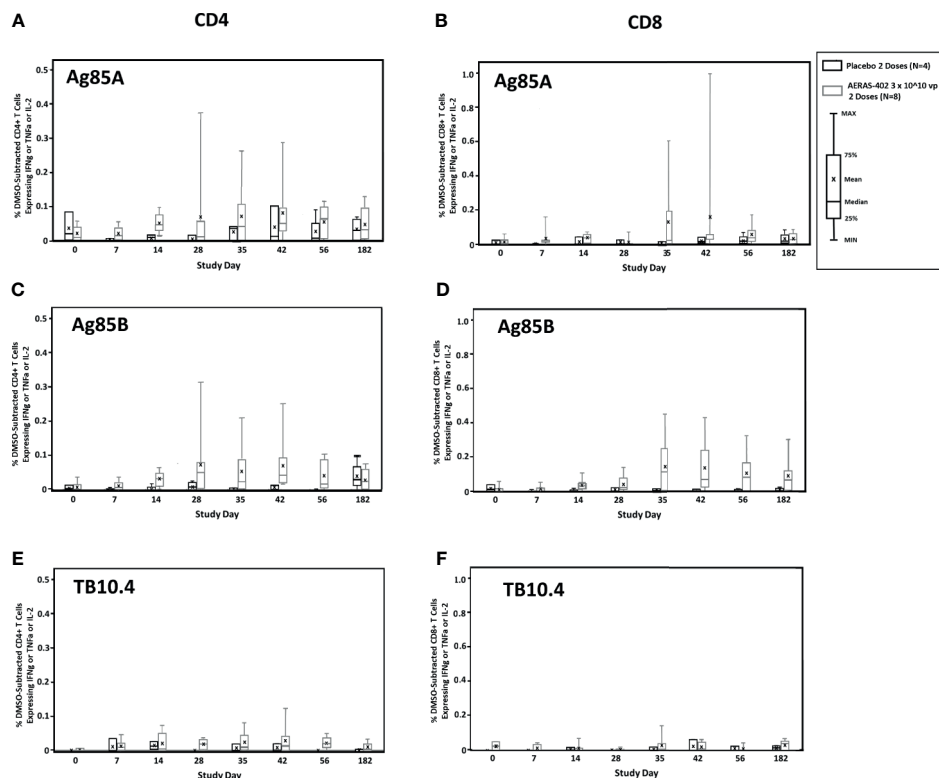 A
CD4
B
CD8
Ag85A
0.5
0.4
0.3
0.2
0.1
0
% DMSO-Subtracted CD4+ T Cells
Expressing IFNg or TNFa or IL-2
0 7 14 28 35 42 56 182
Study Day
Ag85A
1.0
0.8
0.6
0.4
0.2
0
% DMSO-Subtracted CD8+ T Cells
Expressing IFNg or TNFa or IL-2
0 7 14 28 35 42 56 182
Study Day
Placebo 2 Doses (N=4)
AERAS-402 3 x 10^10 vp
2 Doses (N=8)
MAX
75%
Mean
Median
25%
MIN
C
Ag85B
0.5
0.4
0.3
0.2
0.1
0
% DMSO-Subtracted CD4+ T Cells
Expressing IFNg or TNFa or IL-2
0 7 14 28 35 42 56 182
Study Day
D
Ag85B
1.0
0.8
0.6
0.4
0.2
0
% DMSO-Subtracted CD8+ T Cells
Expressing IFNg or TNFa or IL-2
0 7 14 28 35 42 56 182
Study Day
E
TB10.4
0.5
0.4
0.3
0.2
0.1
0
% DMSO-Subtracted CD4+ T Cells
Expressing IFNg or TNFa or IL-2
0 7 14 28 35 42 56 182
Study Day
F
TB10.4
1.0
0.8
0.6
0.4
0.2
0
% DMSO-Subtracted CD8+ T Cells
Expressing IFNg or TNFa or IL-2
0 7 14 28 35 42 56 182
Study Day